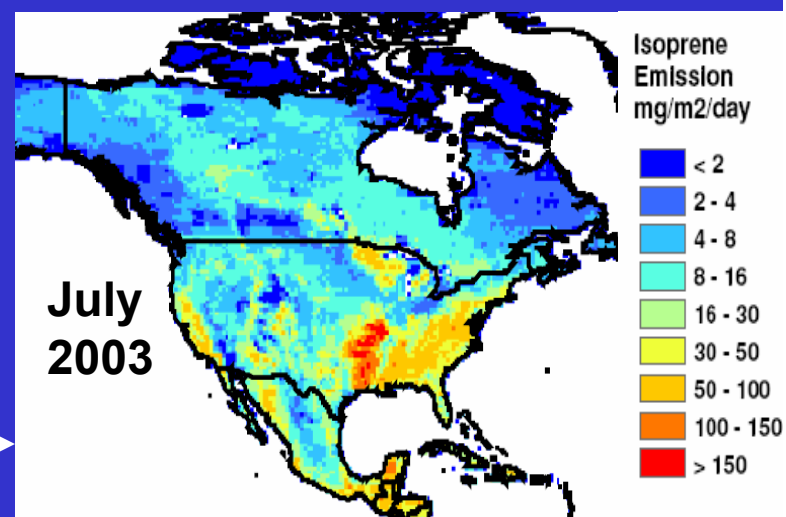 Isoprene
Emission
mg/m2/day
< 2
2 - 4
4 - 8
8 - 16
16 - 30
30 - 50
50 - 100
100 - 150
> 150
July
2003